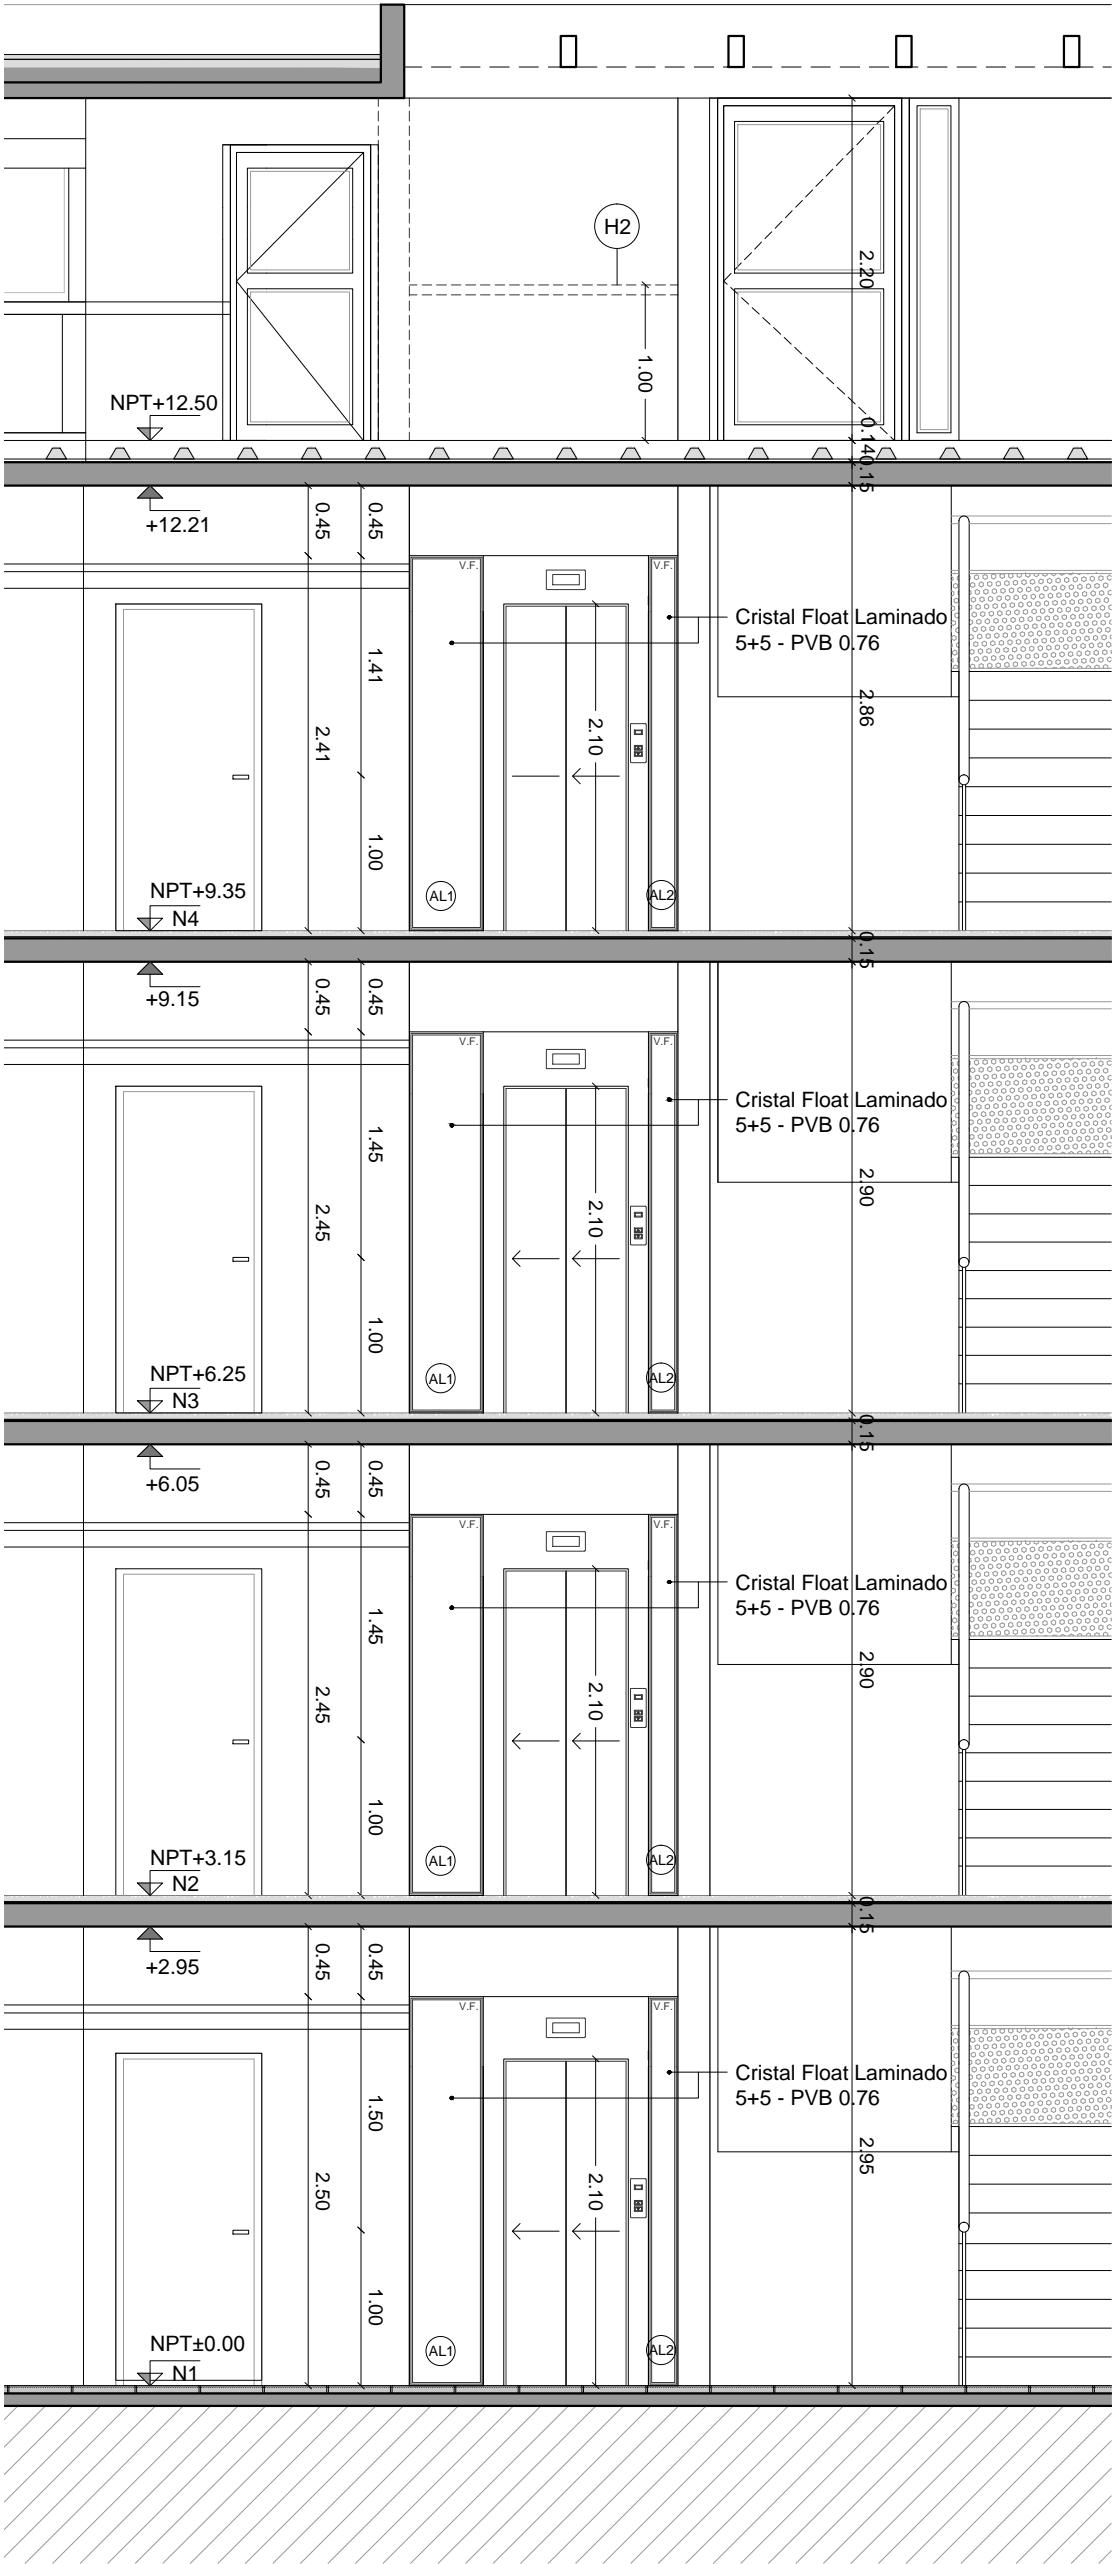 H2
2.20
1.00
NPT+12.50
0.14
0.15
+12.21
0.45
0.45
V.F.
V.F.
Cristal Float Laminado
5+5 - PVB 0.76
1.41
2.41
2.10
2.86
1.00
NPT+9.35
N4
AL1
AL2
0.15
+9.15
0.45
0.45
V.F.
V.F.
Cristal Float Laminado
5+5 - PVB 0.76
1.45
2.45
2.10
2.90
1.00
NPT+6.25
N3
AL1
AL2
0.15
+6.05
0.45
0.45
V.F.
V.F.
Cristal Float Laminado
5+5 - PVB 0.76
1.45
2.45
2.10
2.90
1.00
NPT+3.15
N2
AL1
AL2
0.15
+2.95
0.45
0.45
V.F.
V.F.
Cristal Float Laminado
5+5 - PVB 0.76
1.50
2.50
2.10
2.95
1.00
NPT±0.00
N1
AL1
AL2